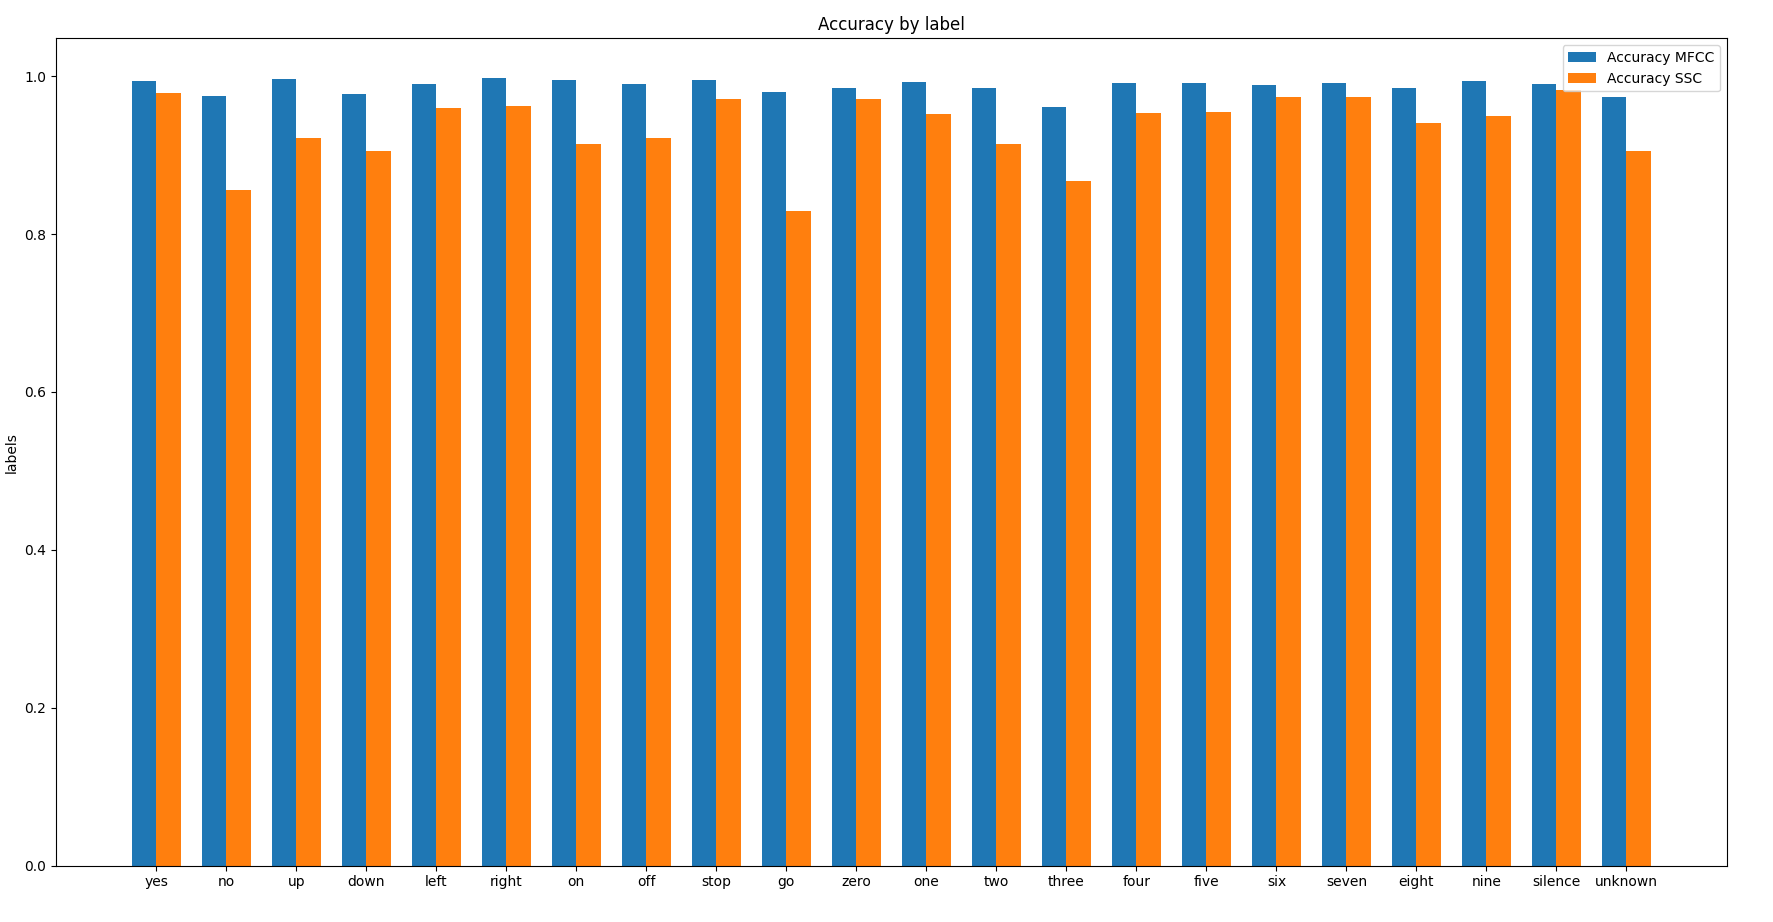 Accuracy by label
Accuracy MFCC
Accuracy SSC
1.0
0.8
0.6
0.4
0.2
0.0
labels
yes no up down left right on off stop go zero one two three four five six seven eight nine silence unknown